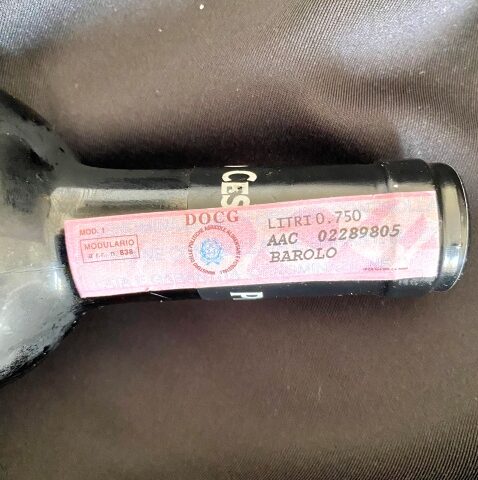 CES
DOCG
MOD. 1
MODULARIO
LITRI 0.750
AAC 02289805
BAROLO
P